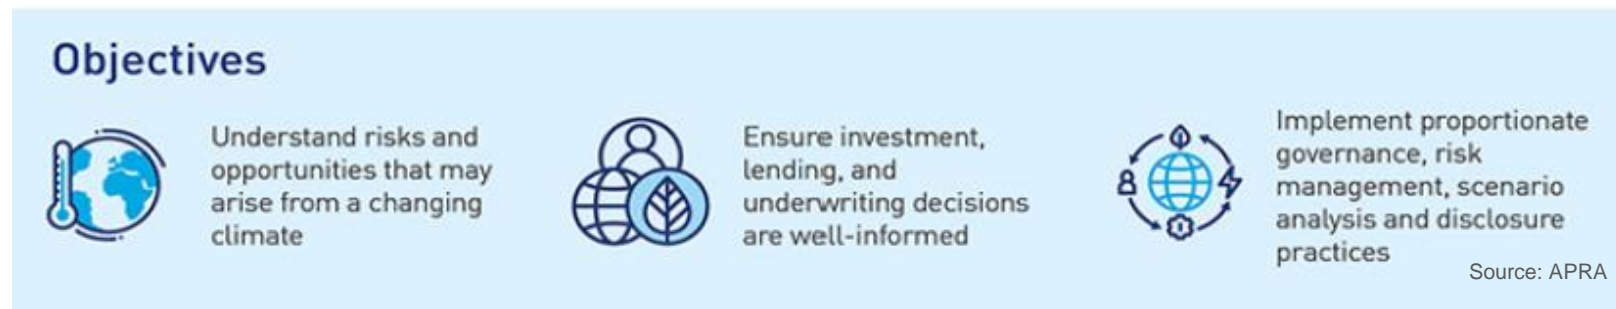 Objectives
Understand risks and
opportunities that may
arise from a changing
climate
Ensure investment,
lending, and
underwriting decisions
are well-informed
Implement proportionate
governance, risk
management, scenario
analysis and disclosure
practices
Source: APRA